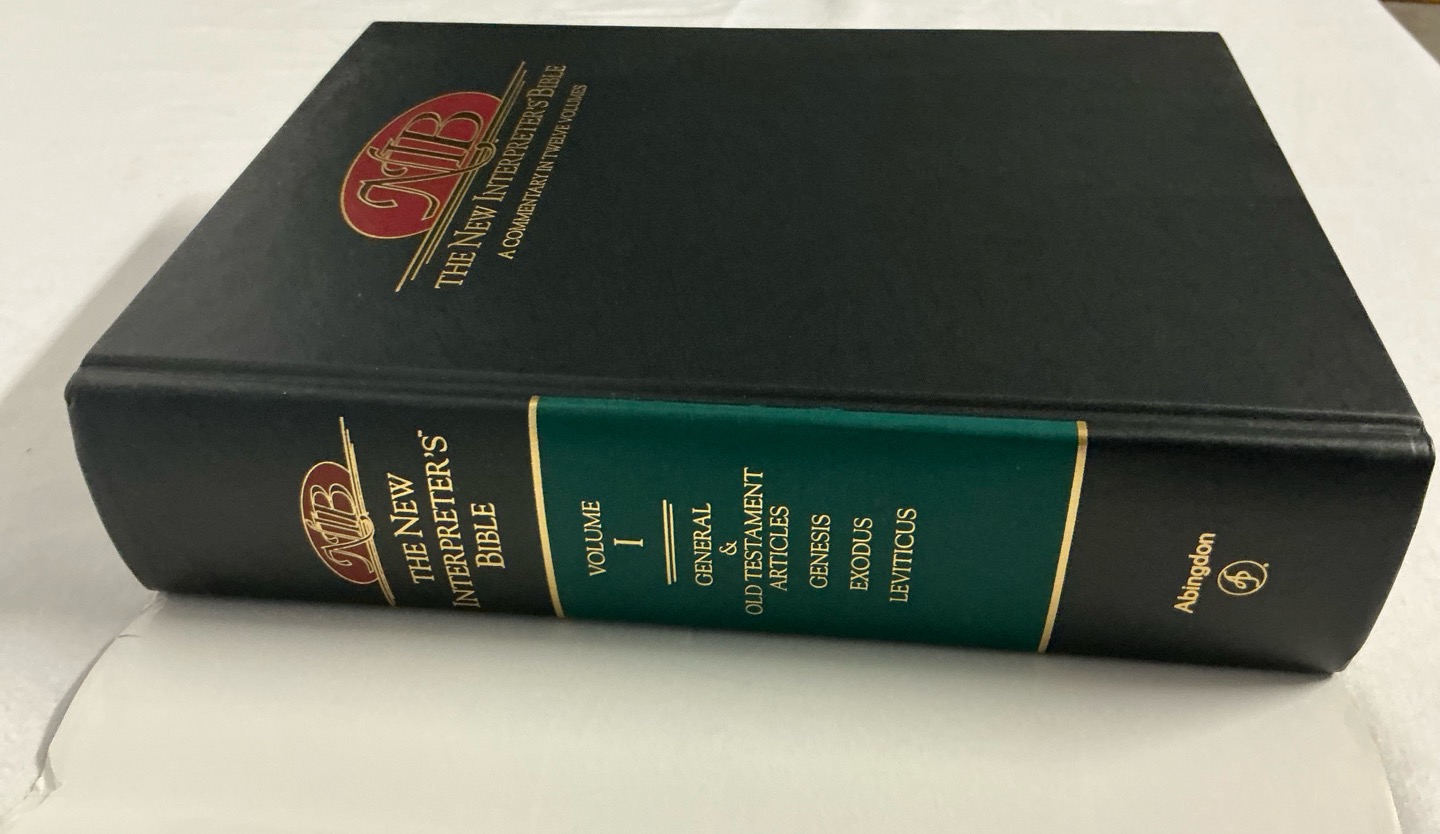 NIB
THE NEW INTERPRETER'S BIBLE
A COMMENTARY IN TWELVE VOLUMES
NIB
THE NEW
INTERPRETER'S™
BIBLE
VOLUME
I
GENERAL
&
OLD TESTAMENT
ARTICLES
GENESIS
EXODUS
LEVITICUS
Abingdon